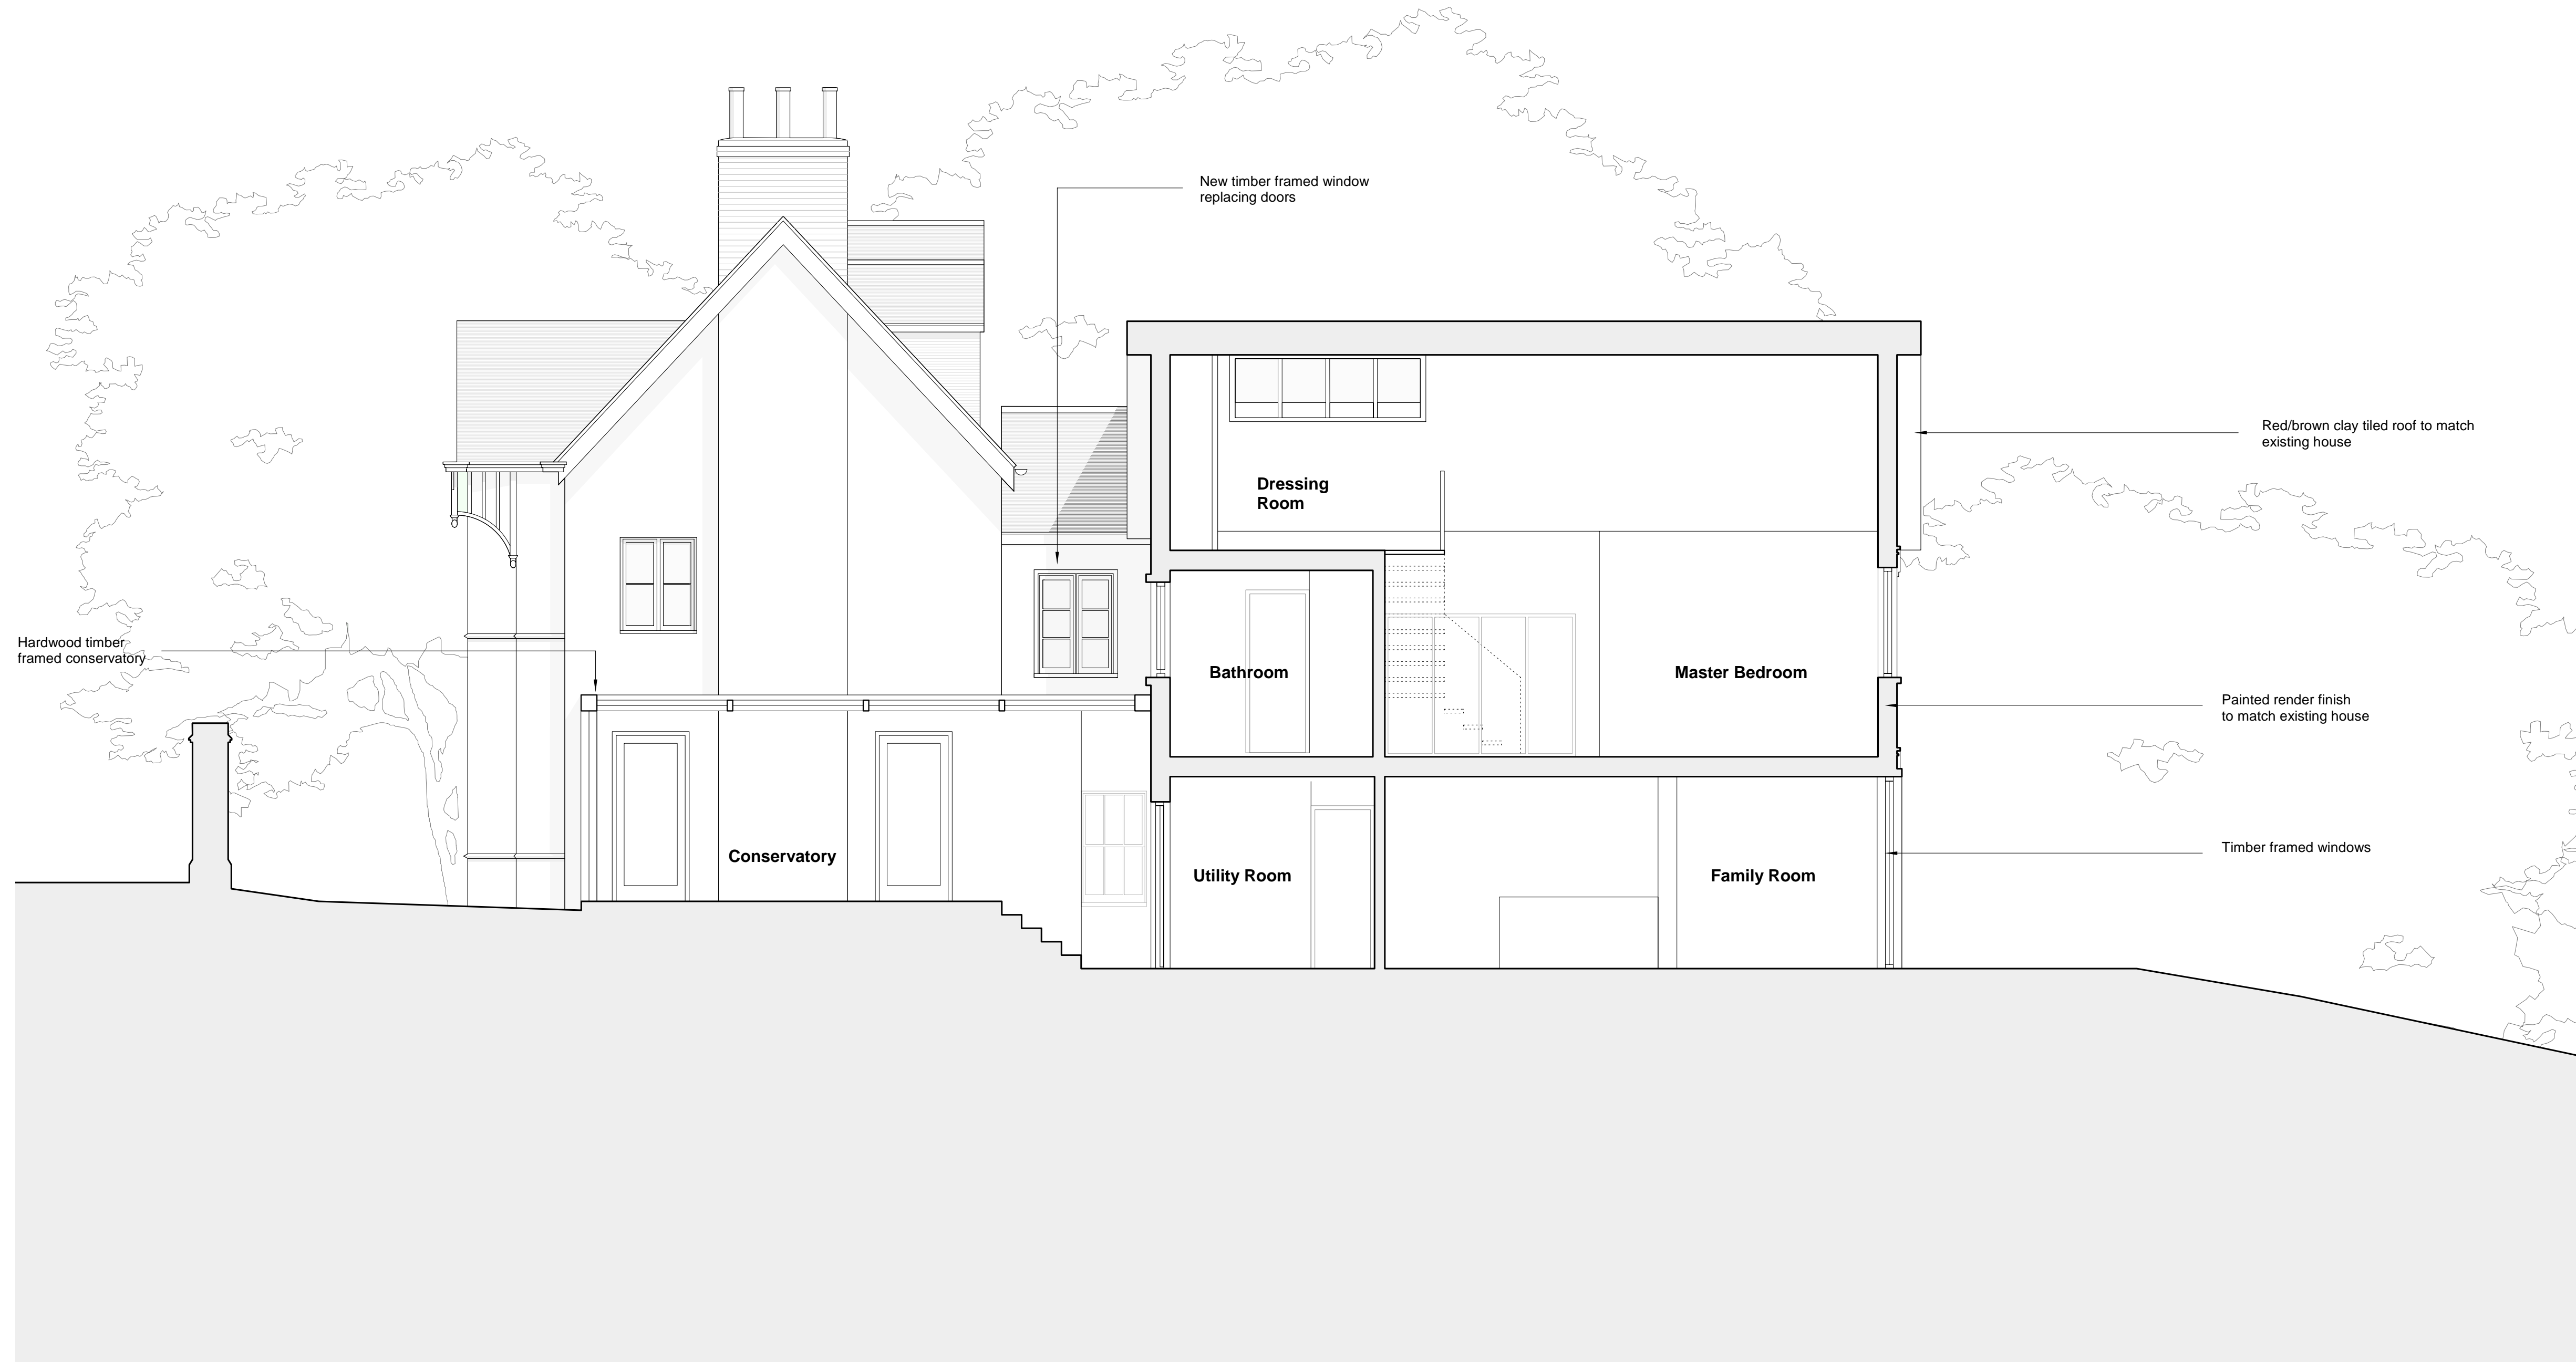 New timber framed window
replacing doors
Red/brown clay tiled roof to match
existing house
Dressing
Room
Hardwood timber
framed conservatory
Bathroom
Master Bedroom
Painted render finish
to match existing house
Conservatory
Utility Room
Family Room
Timber framed windows